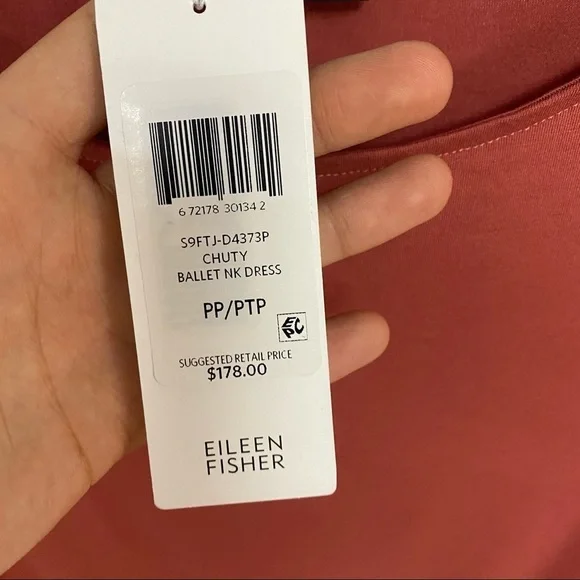 6 72178 30134 2
S9FTJ-D4373P
CHUTY
BALLET NK DRESS
PP/PTP
EPC
SUGGESTED RETAIL PRICE
$178.00
EILEEN
FISHER